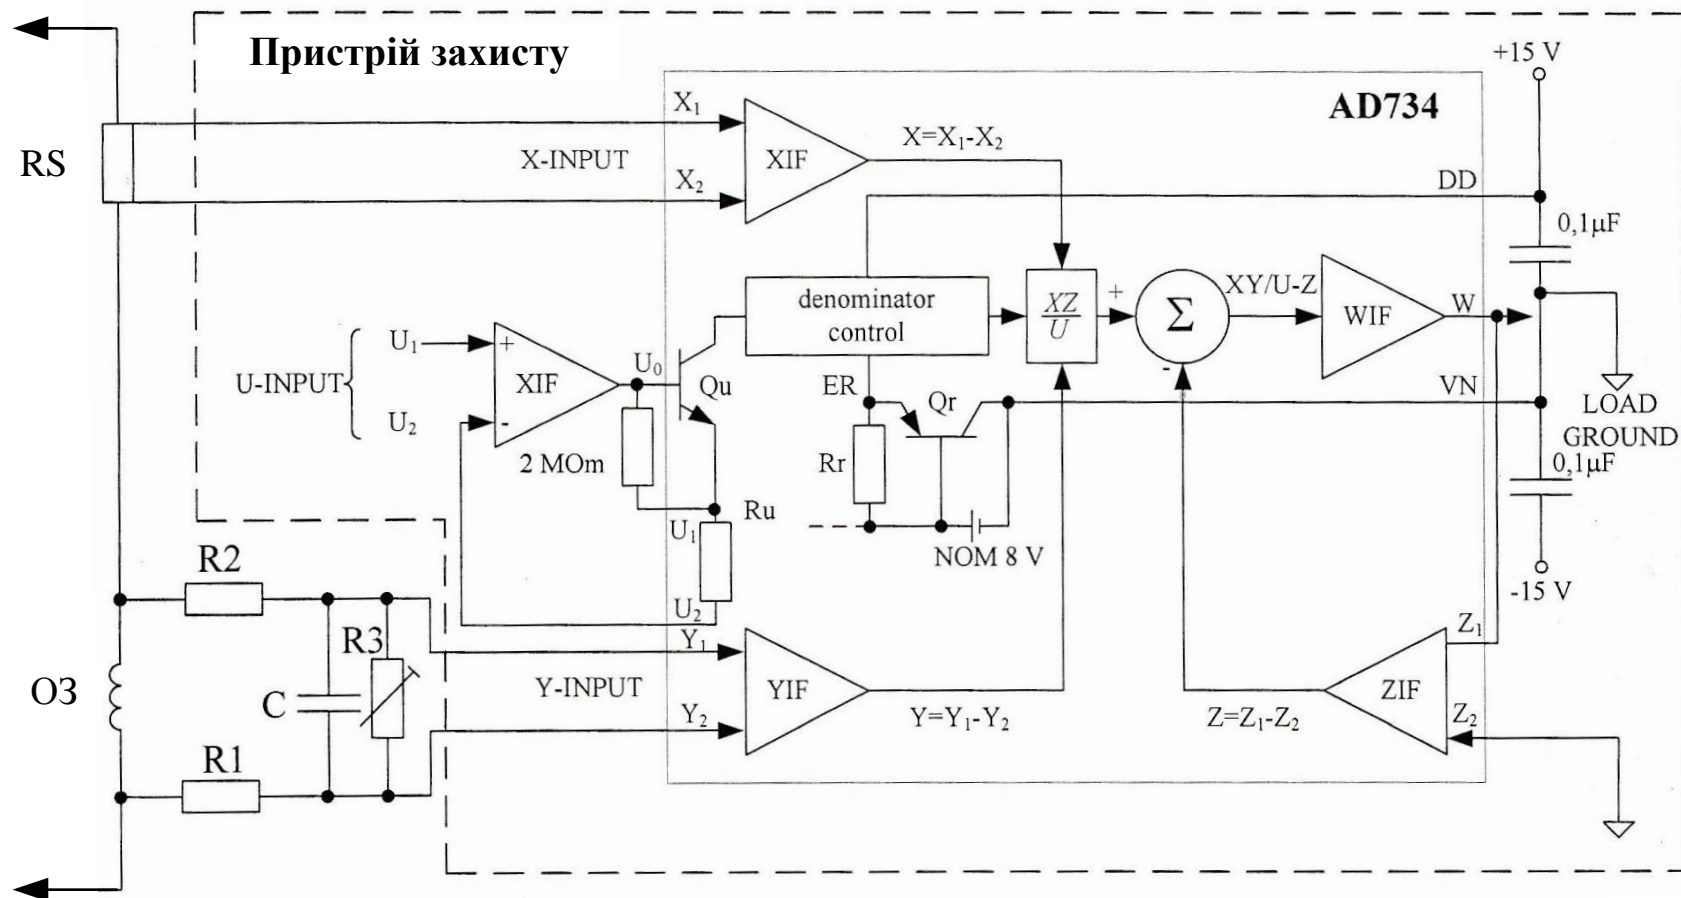 Пристрій захисту
+15 V
AD734
X₁
X=X₁-X₂
RS
X-INPUT
XIF
X₂
DD
0,1µF
denominator
control
XZ
U
+
Σ
-
XY/U-Z
WIF
W
U₁
+
U-INPUT
XIF
U₀
Qu
U₂
-
ER
Qr
VN
LOAD
GROUND
2 MOm
Rr
0,1µF
Ru
U₁
NOM 8 V
R2
-15 V
U₂
Y₁
Z₁
R3
ОЗ
C
Y-INPUT
YIF
ZIF
Y₂
Y=Y₁-Y₂
Z=Z₁-Z₂
Z₂
R1